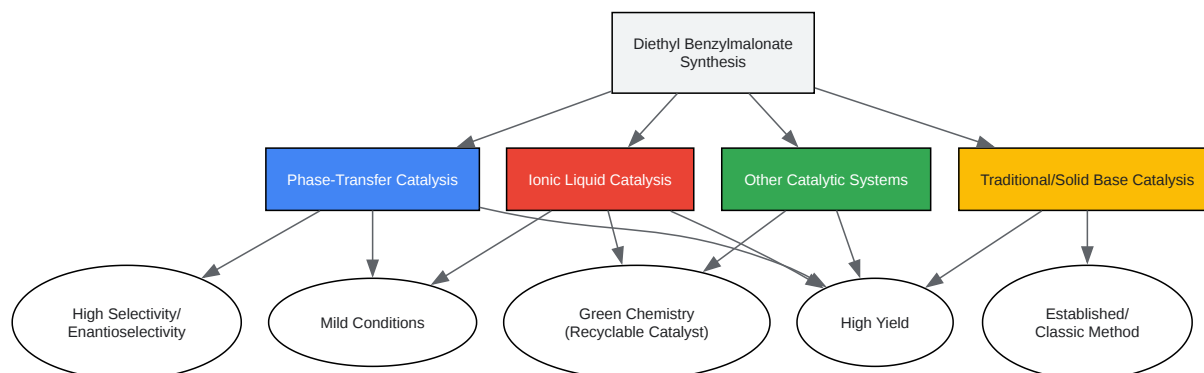 Diethyl Benzylmalonate
Synthesis
Phase-Transfer Catalysis
Ionic Liquid Catalysis
Other Catalytic Systems
Traditional/Solid Base Catalysis
High Selectivity/
Enantioselectivity
Mild Conditions
Green Chemistry
(Recyclable Catalyst)
High Yield
Established/
Classic Method